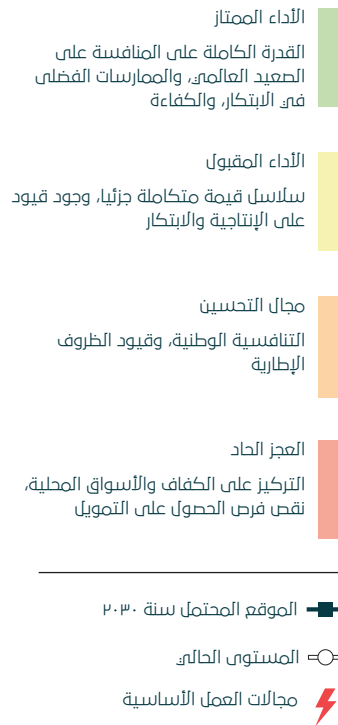 الأداء الممتاز
القدرة الكاملة على المنافسة على
الصعيد العالمي، والممارسات الفضلى
في الابتكار، والكفاءة
الأداء المقبول
سلاسل قيمة متكاملة جزئيا، وجود قيود
على الإنتاجية والابتكار
مجال التحسين
التنافسية الوطنية، وقيود الظروف
الإطارية
العجز الحاد
التركيز على الكفاف والأسواق المحلية،
نقص فرص الحصول على التمويل
الموقع المحتمل سنة ٢٠٣٠
المستوى الحالي
مجالات العمل الأساسية